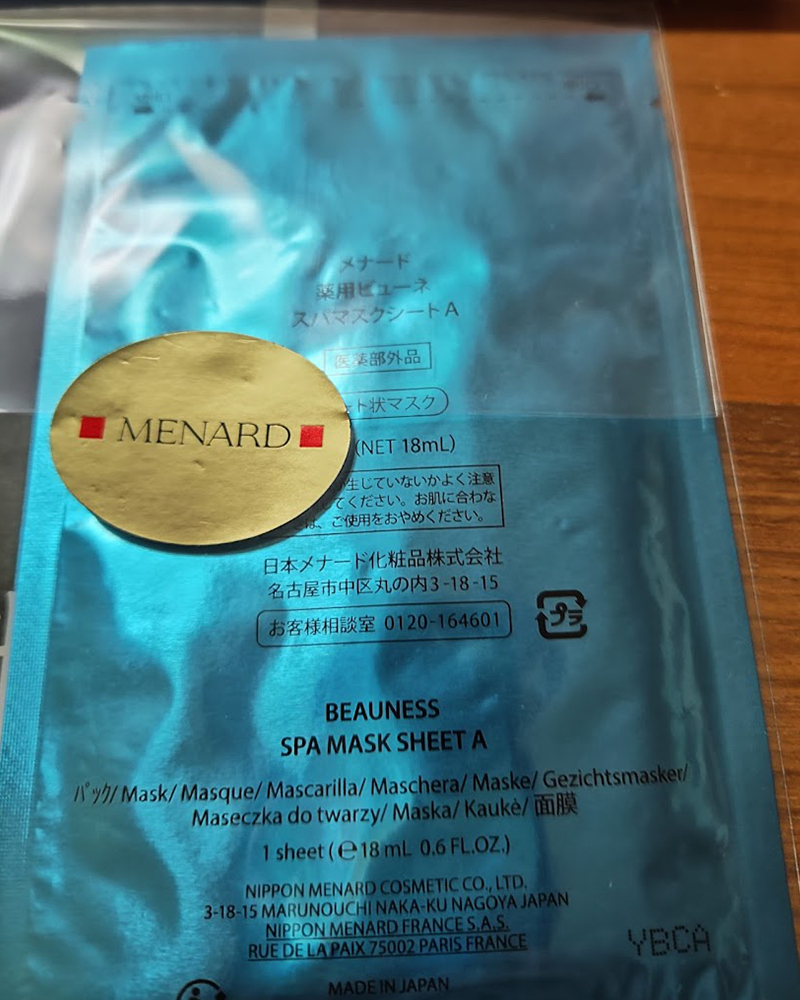 メナード
薬用ビューネ
スパマスクシートA
医薬部外品
ト状マスク
■ MENARD ■
(NET 18mL)
生していないかよく注意
てください。お肌に合わな
は、ご使用をおやめください。
日本メナード化粧品株式会社
名古屋市中区丸の内3-18-15
お客様相談室 0120-164601
プラ
BEAUNESS
SPA MASK SHEET A
パック/ Mask/ Masque/ Mascarilla/ Maschera/ Maske/ Gezichtsmasker/
Maseczka do twarzy/ Maska/ Kaukė/ 面膜
1 sheet (℮18 mL 0.6 FL.OZ.)
NIPPON MENARD COSMETIC CO., LTD.
3-18-15 MARUNOUCHI NAKA-KU NAGOYA JAPAN
NIPPON MENARD FRANCE S.A.S.
RUE DE LA PAIX 75002 PARIS FRANCE
YBCA
MADE IN JAPAN